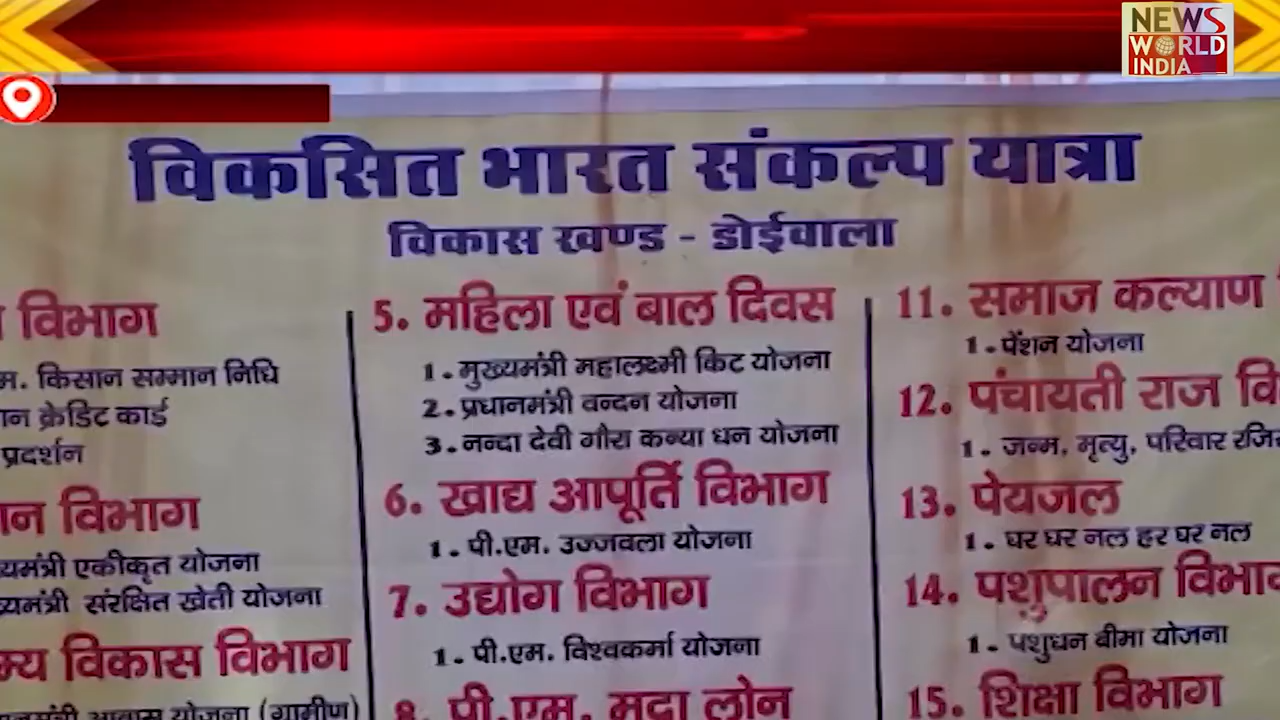 NEWS
WORLD
INDIA
विकसित भारत संकल्प यात्रा
विकास खण्ड - डोईवाला
विभाग
किसान सम्मान निधि
क्रेडिट कार्ड
प्रदर्शन
विभाग
एकीकृत योजना
संरक्षित खेती योजना
विकास विभाग
आवास योजना (ग्रामीण)
5. महिला एवं बाल दिवस
1. मुख्यमंत्री महालक्ष्मी किट योजना
2. प्रधानमंत्री वन्दन योजना
3. नन्दा देवी गौरा कन्या धन योजना
6. खाद्य आपूर्ति विभाग
1. पी.एम. उज्जवला योजना
7. उद्योग विभाग
1. पी.एम. विश्वकर्मा योजना
8. पी.एम. मुद्रा लोन
11. समाज कल्याण
1. पेंशन योजना
12. पंचायती राज
1. जन्म, मृत्यु, परिवार
13. पेयजल
1. घर घर नल हर घर नल
14. पशुपालन विभाग
1. पशुधन बीमा योजना
15. शिक्षा विभाग